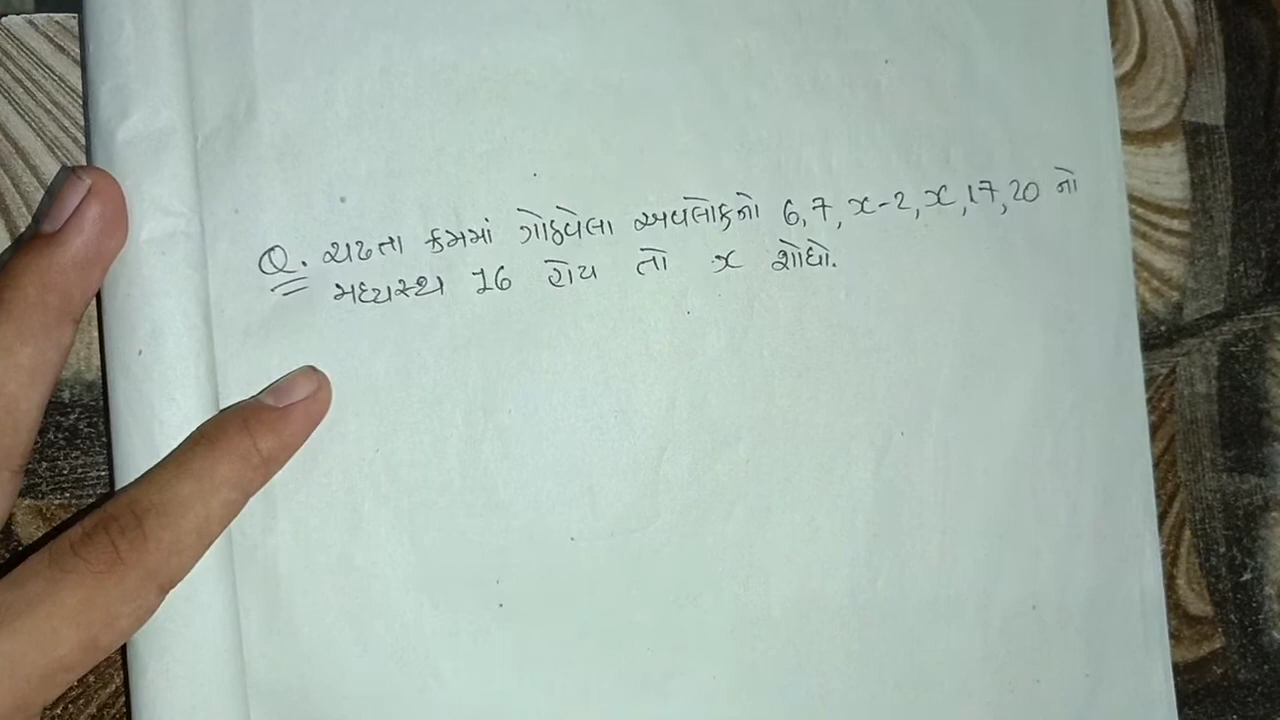 Q. ચઢતા ક્રમમાં ગોઠવેલા અવલોકનો 6, 7, x-2, x, 17, 20 નો
મધ્યસ્થ 16 હોય તો x શોધો.